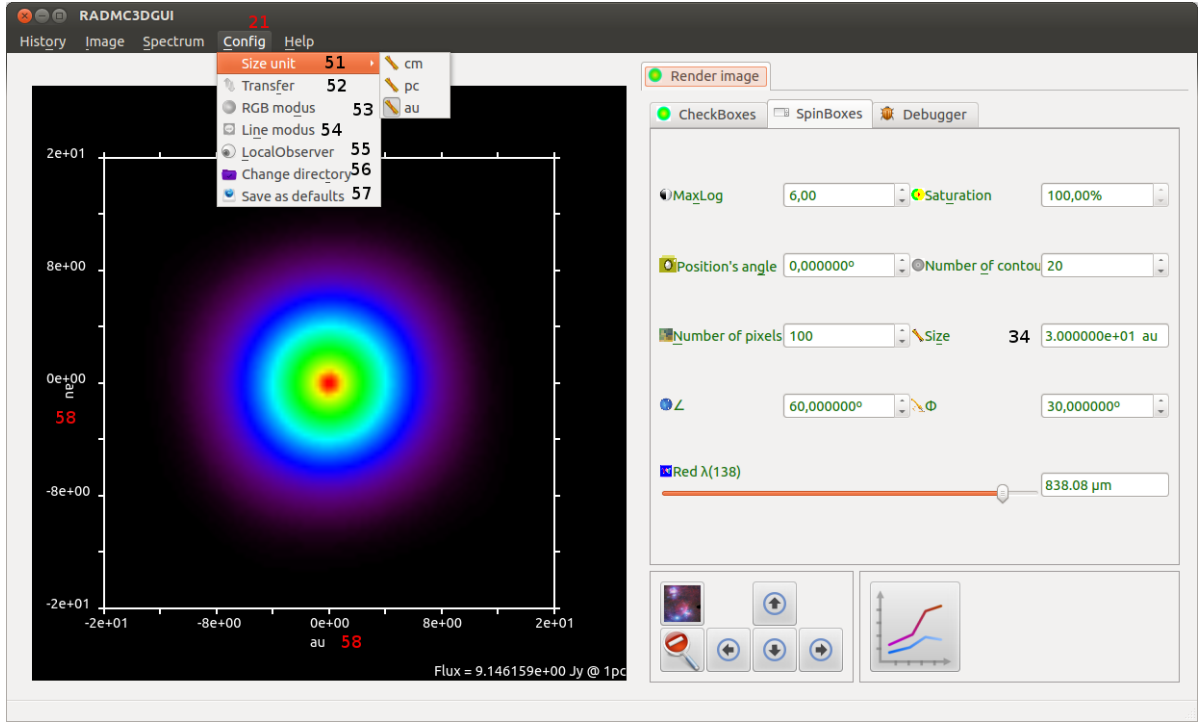 RADMC3DGUI
21
History Image Spectrum Config Help
Size unit 51
cm
pc
au
Transfer 52
RGB modus 53
Line modus 54
LocalObserver 55
Change directory 56
Save as defaults 57
Render image
CheckBoxes SpinBoxes Debugger
MaxLog 6,00 Saturation 100,00%
Position's angle 0,000000º Number of contou 20
Number of pixels 100 Size 34 3.000000e+01 au
∠ 60,000000º Φ 30,000000º
Red λ(138)
838.08 µm
2e+01
8e+00
0e+00
au
58
-8e+00
-2e+01
-2e+01 -8e+00 0e+00 8e+00 2e+01
au 58
Flux = 9.146159e+00 Jy @ 1pc